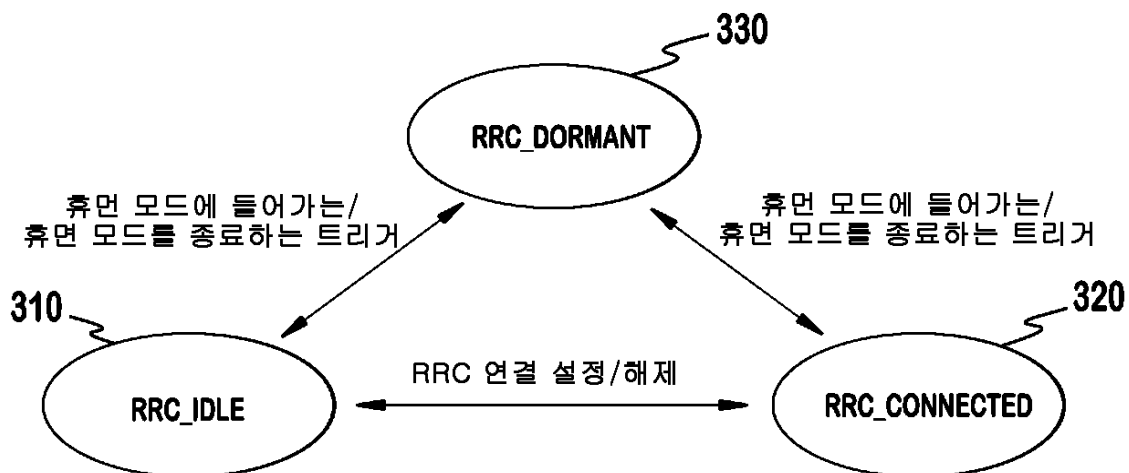 330
RRC_DORMANT
휴먼 모드에 들어가는/
휴면 모드를 종료하는 트리거
휴먼 모드에 들어가는/
휴면 모드를 종료하는 트리거
310
320
RRC 연결 설정/해제
RRC_IDLE
RRC_CONNECTED